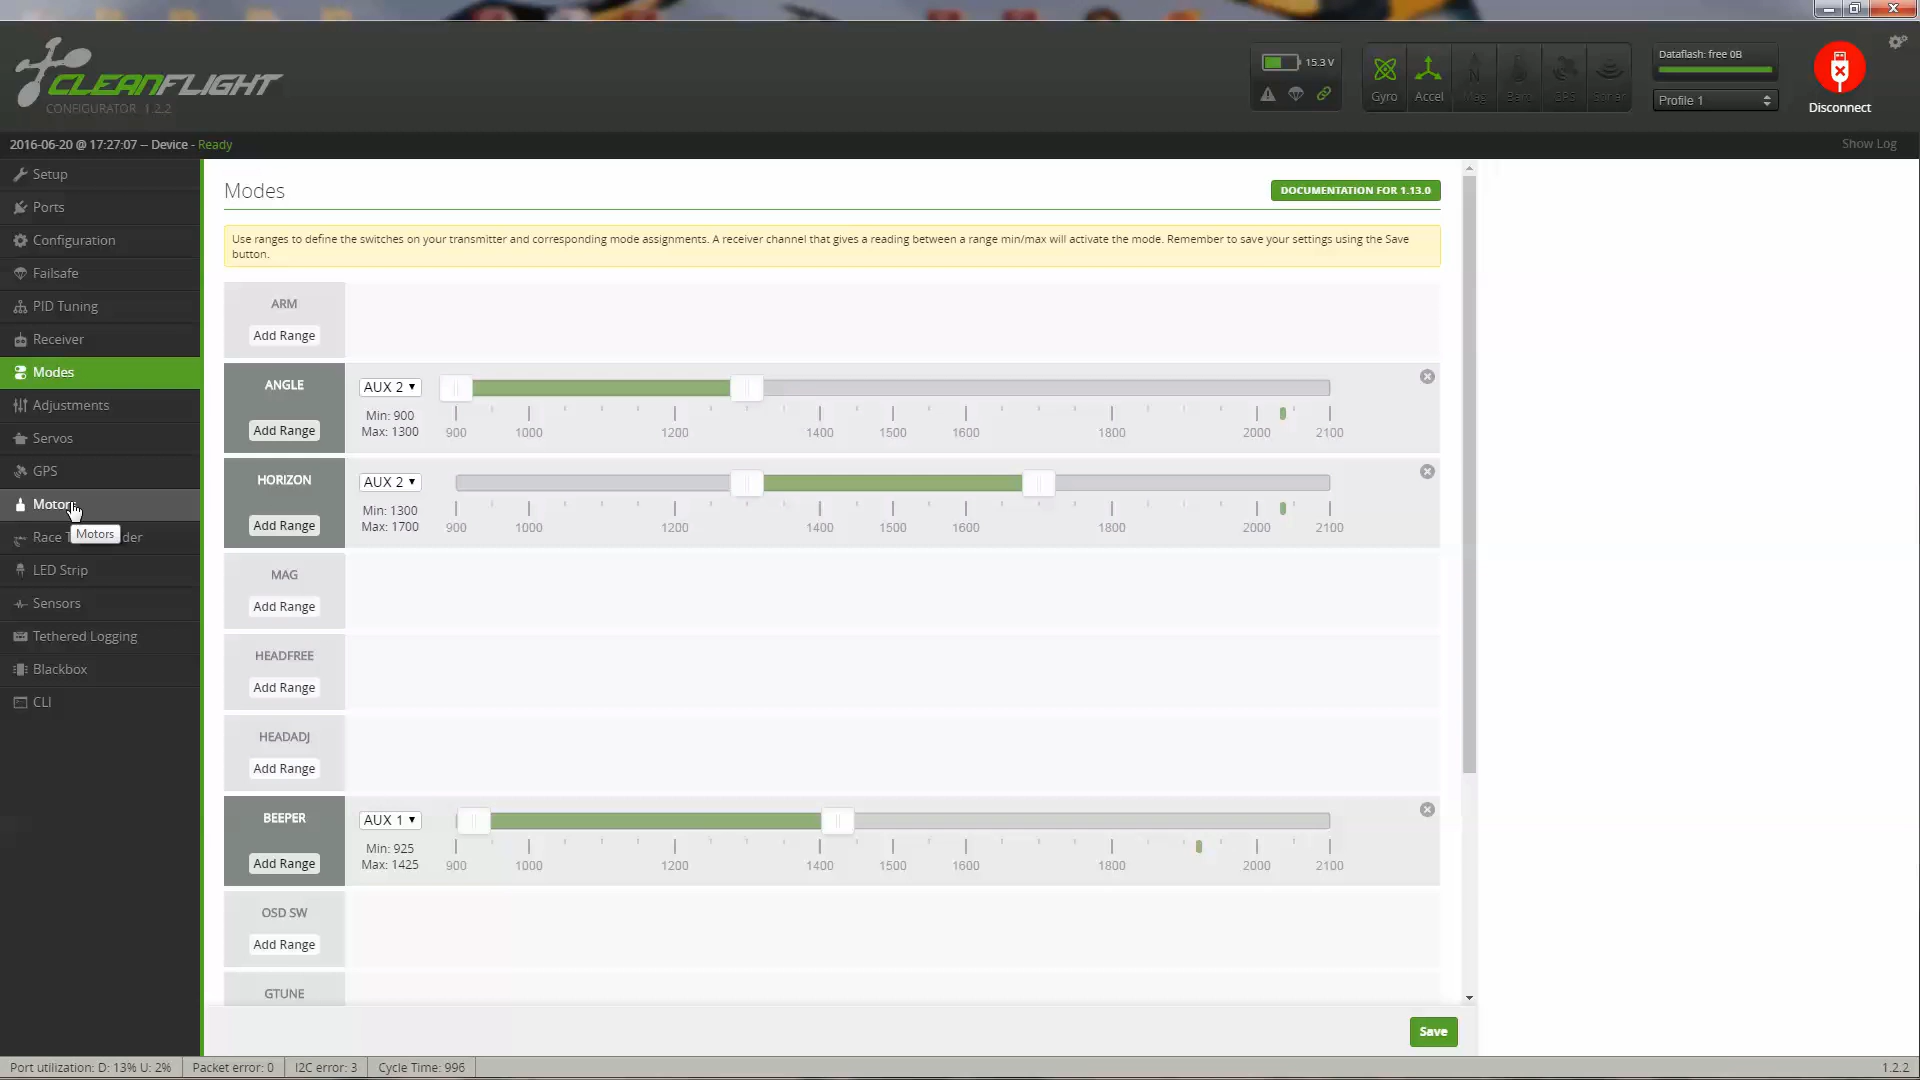 CLEANFLIGHT
CONFIGURATOR 1.2.2
15.3 V
Gyro
Accel
Mag
Baro
GPS
Sonar
Dataflash: free 0B
Profile 1
Disconnect
2016-06-20 @ 17:27:07 -- Device - Ready
Show Log
Setup
Ports
Configuration
Failsafe
PID Tuning
Receiver
Modes
Adjustments
Servos
GPS
Motors
Motors
Race T der
LED Strip
Sensors
Tethered Logging
Blackbox
CLI
Modes
DOCUMENTATION FOR 1.13.0
Use ranges to define the switches on your transmitter and corresponding mode assignments. A receiver channel that gives a reading between a range min/max will activate the mode. Remember to save your settings using the Save
button.
ARM
Add Range
ANGLE
Add Range
AUX 2
Min: 900
Max: 1300
900 1000 1200 1400 1500 1600 1800 2000 2100
HORIZON
Add Range
AUX 2
Min: 1300
Max: 1700
900 1000 1200 1400 1500 1600 1800 2000 2100
MAG
Add Range
HEADFREE
Add Range
HEADADJ
Add Range
BEEPER
Add Range
AUX 1
Min: 925
Max: 1425
900 1000 1200 1400 1500 1600 1800 2000 2100
OSD SW
Add Range
GTUNE
Save
Port utilization: D: 13% U: 2%
Packet error: 0
I2C error: 3
Cycle Time: 996
1.2.2